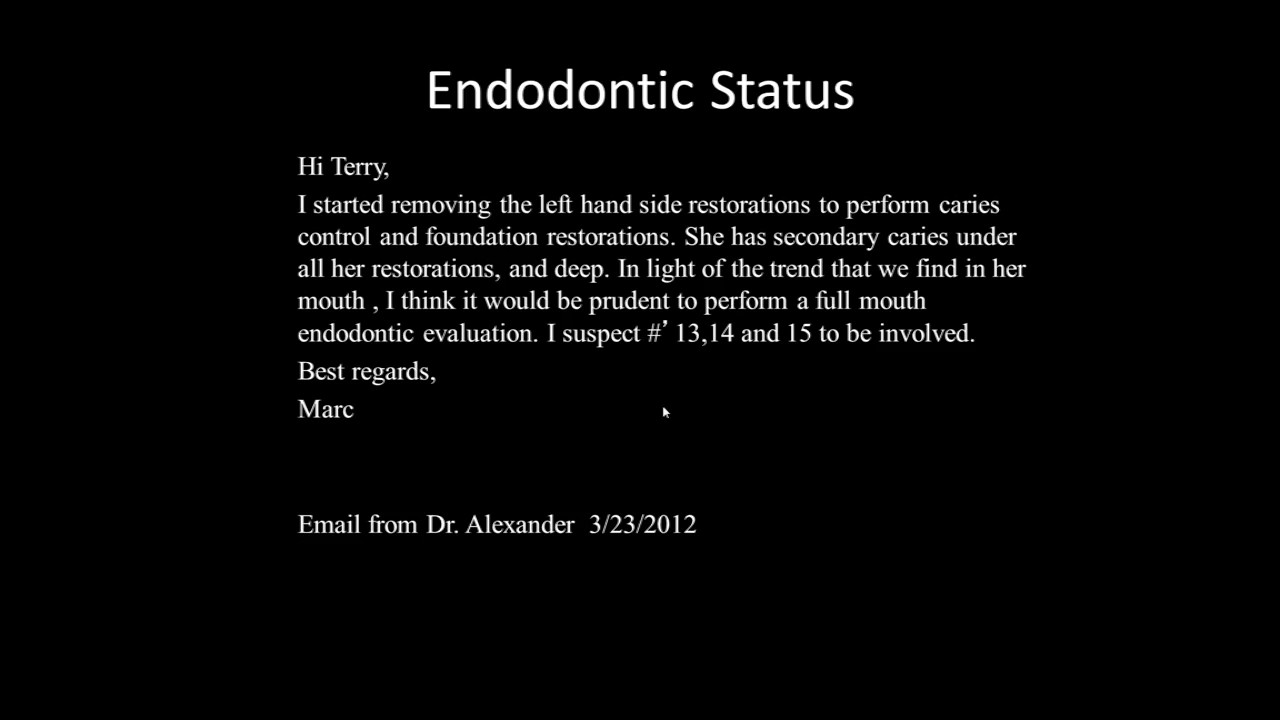 Endodontic Status
Hi Terry,
I started removing the left hand side restorations to perform caries
control and foundation restorations. She has secondary caries under
all her restorations, and deep. In light of the trend that we find in her
mouth , I think it would be prudent to perform a full mouth
endodontic evaluation. I suspect #’ 13,14 and 15 to be involved.
Best regards,
Marc
Email from Dr. Alexander 3/23/2012